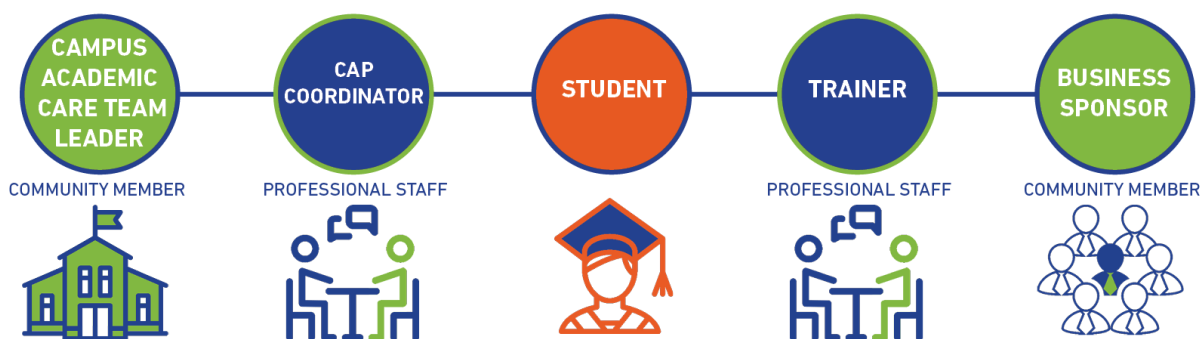 CAMPUS
ACADEMIC
CARE TEAM
LEADER
CAP
COORDINATOR
STUDENT
TRAINER
BUSINESS
SPONSOR
COMMUNITY MEMBER
PROFESSIONAL STAFF
PROFESSIONAL STAFF
COMMUNITY MEMBER